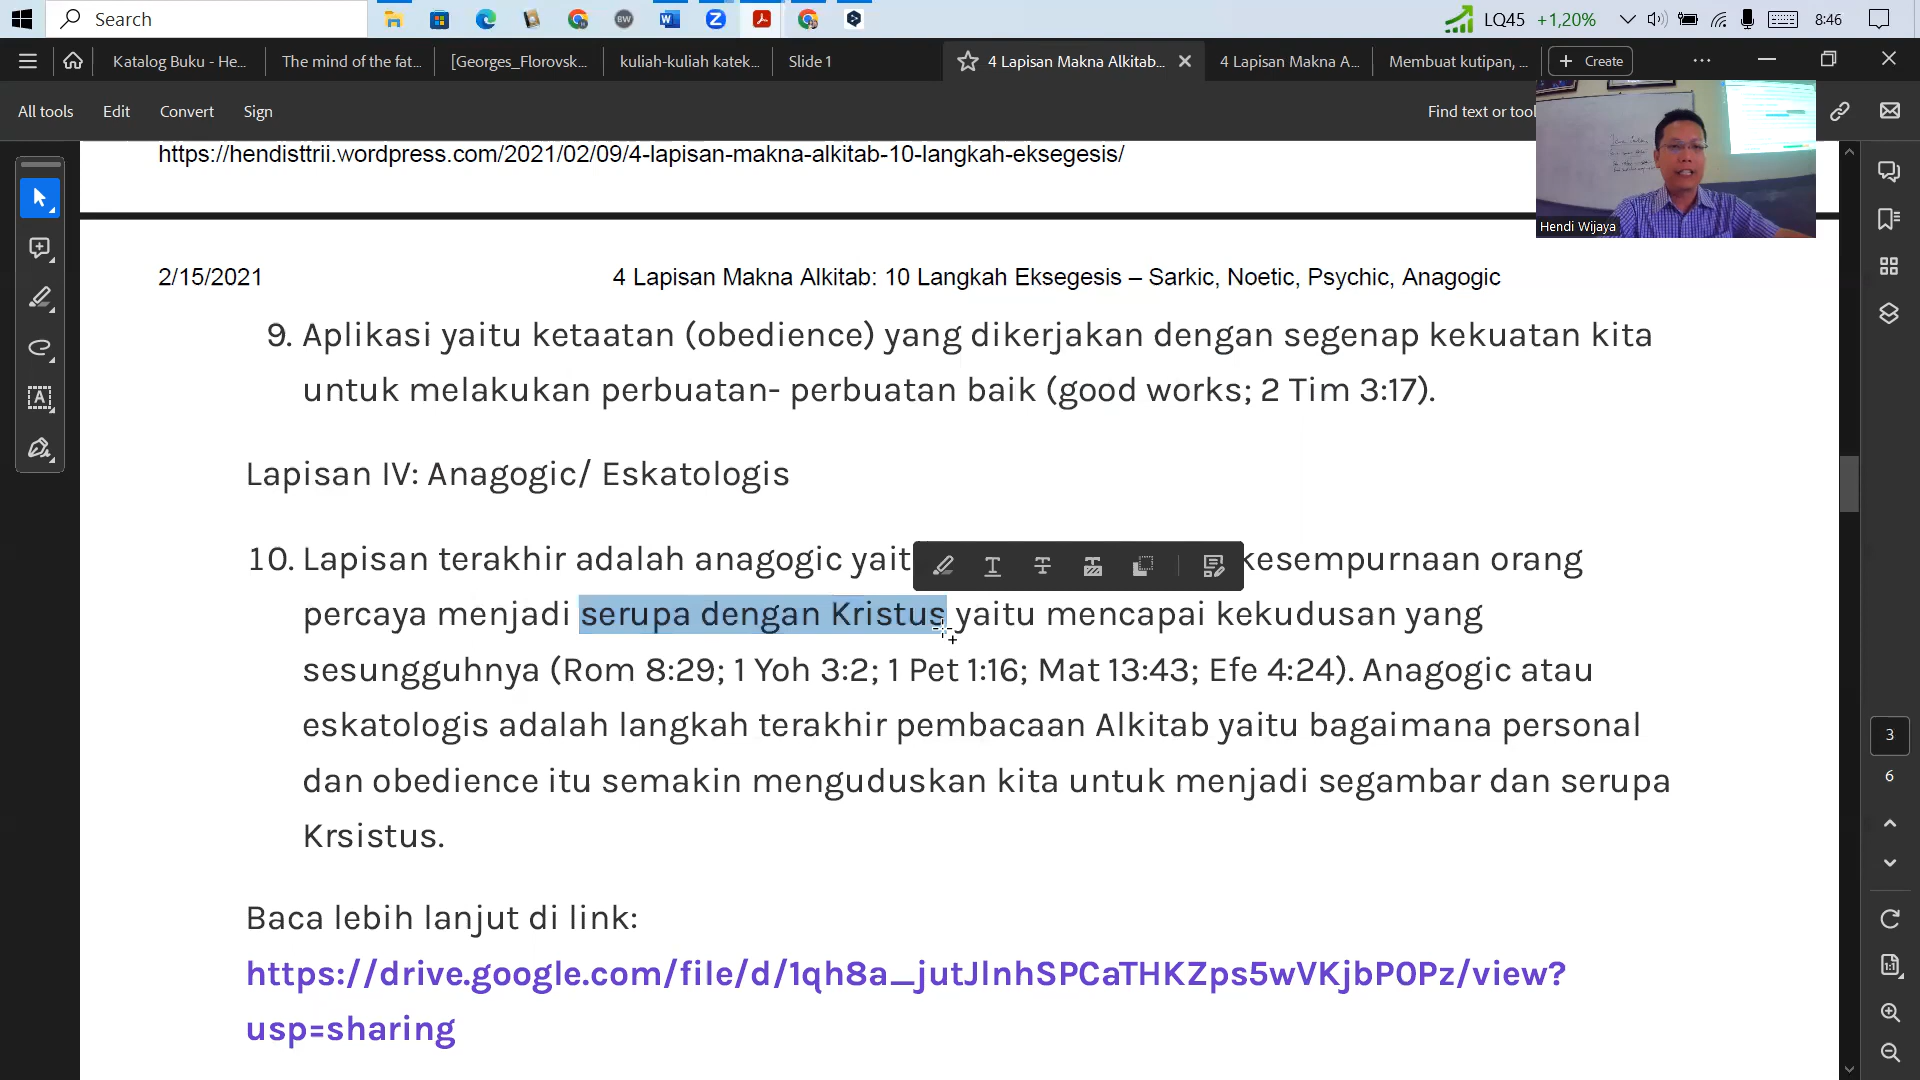 Search
LQ45 +1,20%
8:46
Katalog Buku - He...
The mind of the fat...
[Georges_Florovsk...
kuliah-kuliah katek...
Slide 1
4 Lapisan Makna Alkitab...
4 Lapisan Makna A...
Membuat kutipan, ...
Create
All tools
Edit
Convert
Sign
Find text or tool
https://hendisttrii.wordpress.com/2021/02/09/4-lapisan-makna-alkitab-10-langkah-eksegesis/
Hendi Wijaya
2/15/2021
4 Lapisan Makna Alkitab: 10 Langkah Eksegesis – Sarkic, Noetic, Psychic, Anagogic
9. Aplikasi yaitu ketaatan (obedience) yang dikerjakan dengan segenap kekuatan kita
untuk melakukan perbuatan- perbuatan baik (good works; 2 Tim 3:17).
Lapisan IV: Anagogic/ Eskatologis
10. Lapisan terakhir adalah anagogic yait kesempurnaan orang
percaya menjadi serupa dengan Kristus yaitu mencapai kekudusan yang
sesungguhnya (Rom 8:29; 1 Yoh 3:2; 1 Pet 1:16; Mat 13:43; Efe 4:24). Anagogic atau
eskatologis adalah langkah terakhir pembacaan Alkitab yaitu bagaimana personal
dan obedience itu semakin menguduskan kita untuk menjadi segambar dan serupa
Krsistus.
Baca lebih lanjut di link:
https://drive.google.com/file/d/1qh8a_jutJlnhSPCaTHKZps5wVKjbP0Pz/view?
usp=sharing
3
6